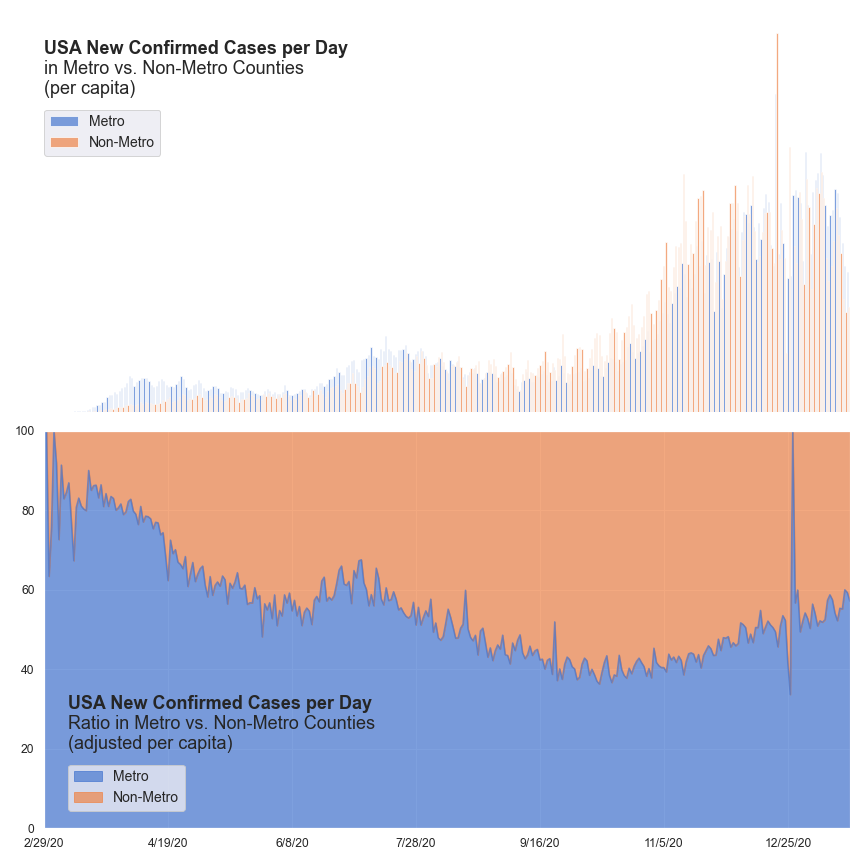 USA New Confirmed Cases per Day
in Metro vs. Non-Metro Counties
(per capita)
Metro
Non-Metro
100
80
60
40
20
0
USA New Confirmed Cases per Day
Ratio in Metro vs. Non-Metro Counties
(adjusted per capita)
Metro
Non-Metro
2/29/20 4/19/20 6/8/20 7/28/20 9/16/20 11/5/20 12/25/20